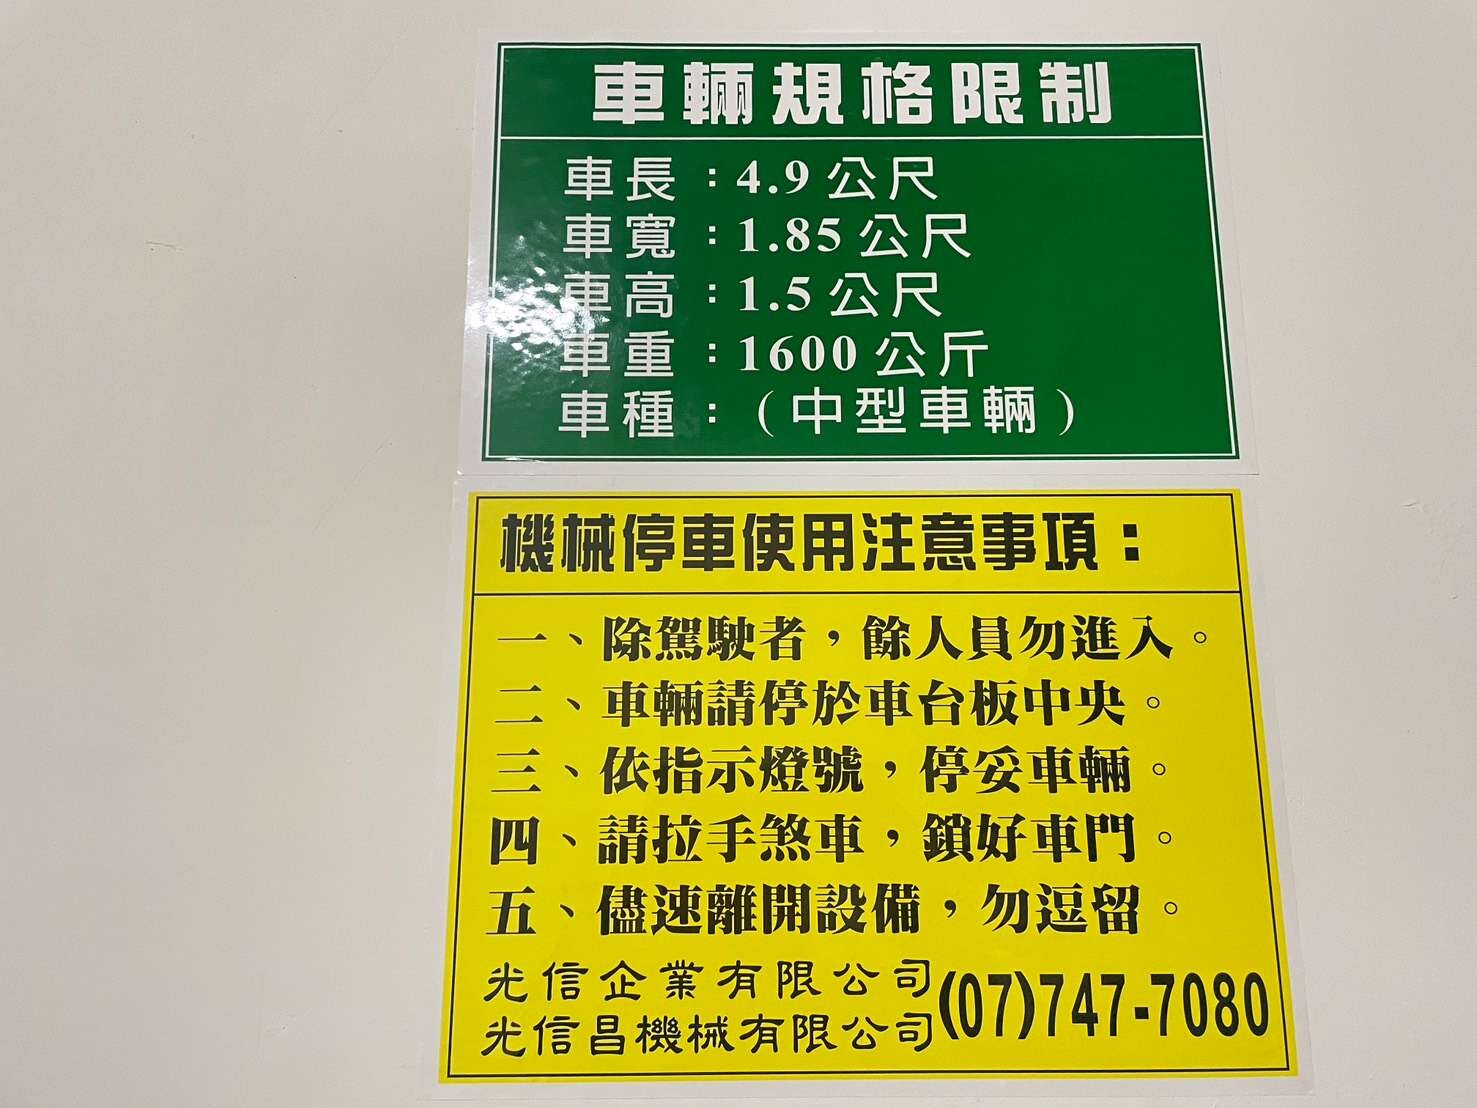 車輛規格限制
車長：4.9公尺
車寬：1.85公尺
車高：1.5公尺
車重：1600公斤
車種：（中型車輛）
機械停車使用注意事項：
一、除駕駛者，餘人員勿進入。
二、車輛請停於車台板中央。
三、依指示燈號，停妥車輛。
四、請拉手煞車，鎖好車門。
五、儘速離開設備，勿逗留。
光信企業有限公司
光信昌機械有限公司
(07)747-7080